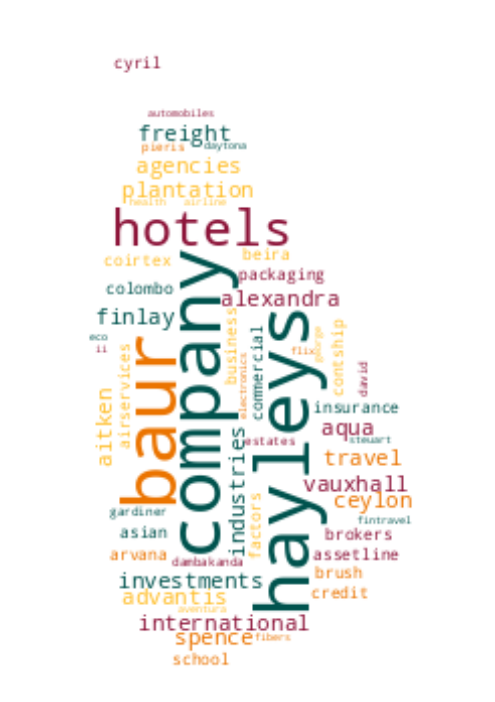 cyril
automobiles
freight
pieris
daytona
agencies
plantation
health
airline
hotels
coirtex
beira
company
packaging
colombo
alexandra
finlay
business
hayleys
contship
eco
ii
baur
airservices
aitken
commercial
flix
george
electronics
david
insurance
aqua
steuart
industries
estates
travel
vauxhall
ceylon
factors
gardiner
fintravel
asian
brokers
arvana
dambakanda
assetline
investments
brush
advantis
credit
aventura
international
spence
fibers
school